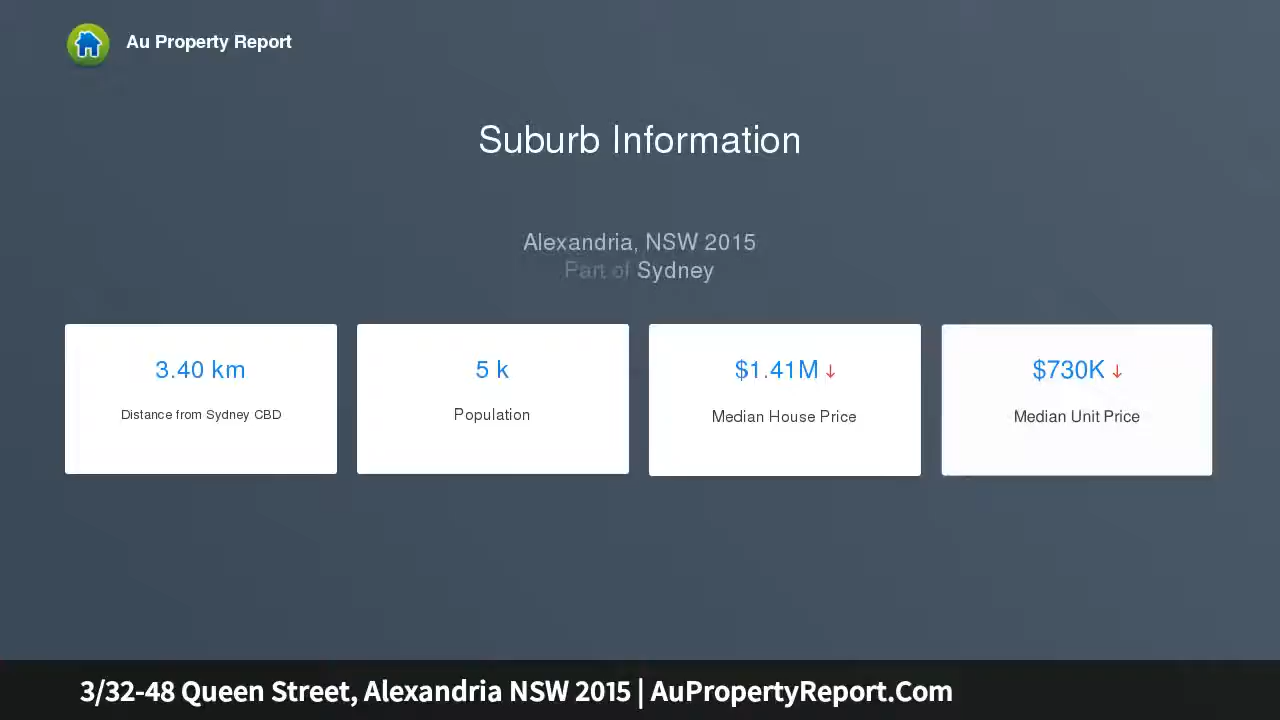 Au Property Report
Suburb Information
Alexandria, NSW 2015
Part of Sydney
3.40 km
Distance from Sydney CBD
5 k
Population
$1.41M ↓
Median House Price
$730K ↓
Median Unit Price
3/32-48 Queen Street, Alexandria NSW 2015 | AuPropertyReport.Com